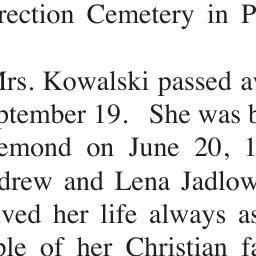 rection Cemetery in P
Mrs. Kowalski passed a
ptember 19. She was b
emond on June 20, 1
drew and Lena Jadlow
ved her life always as
ple of her Christian fa